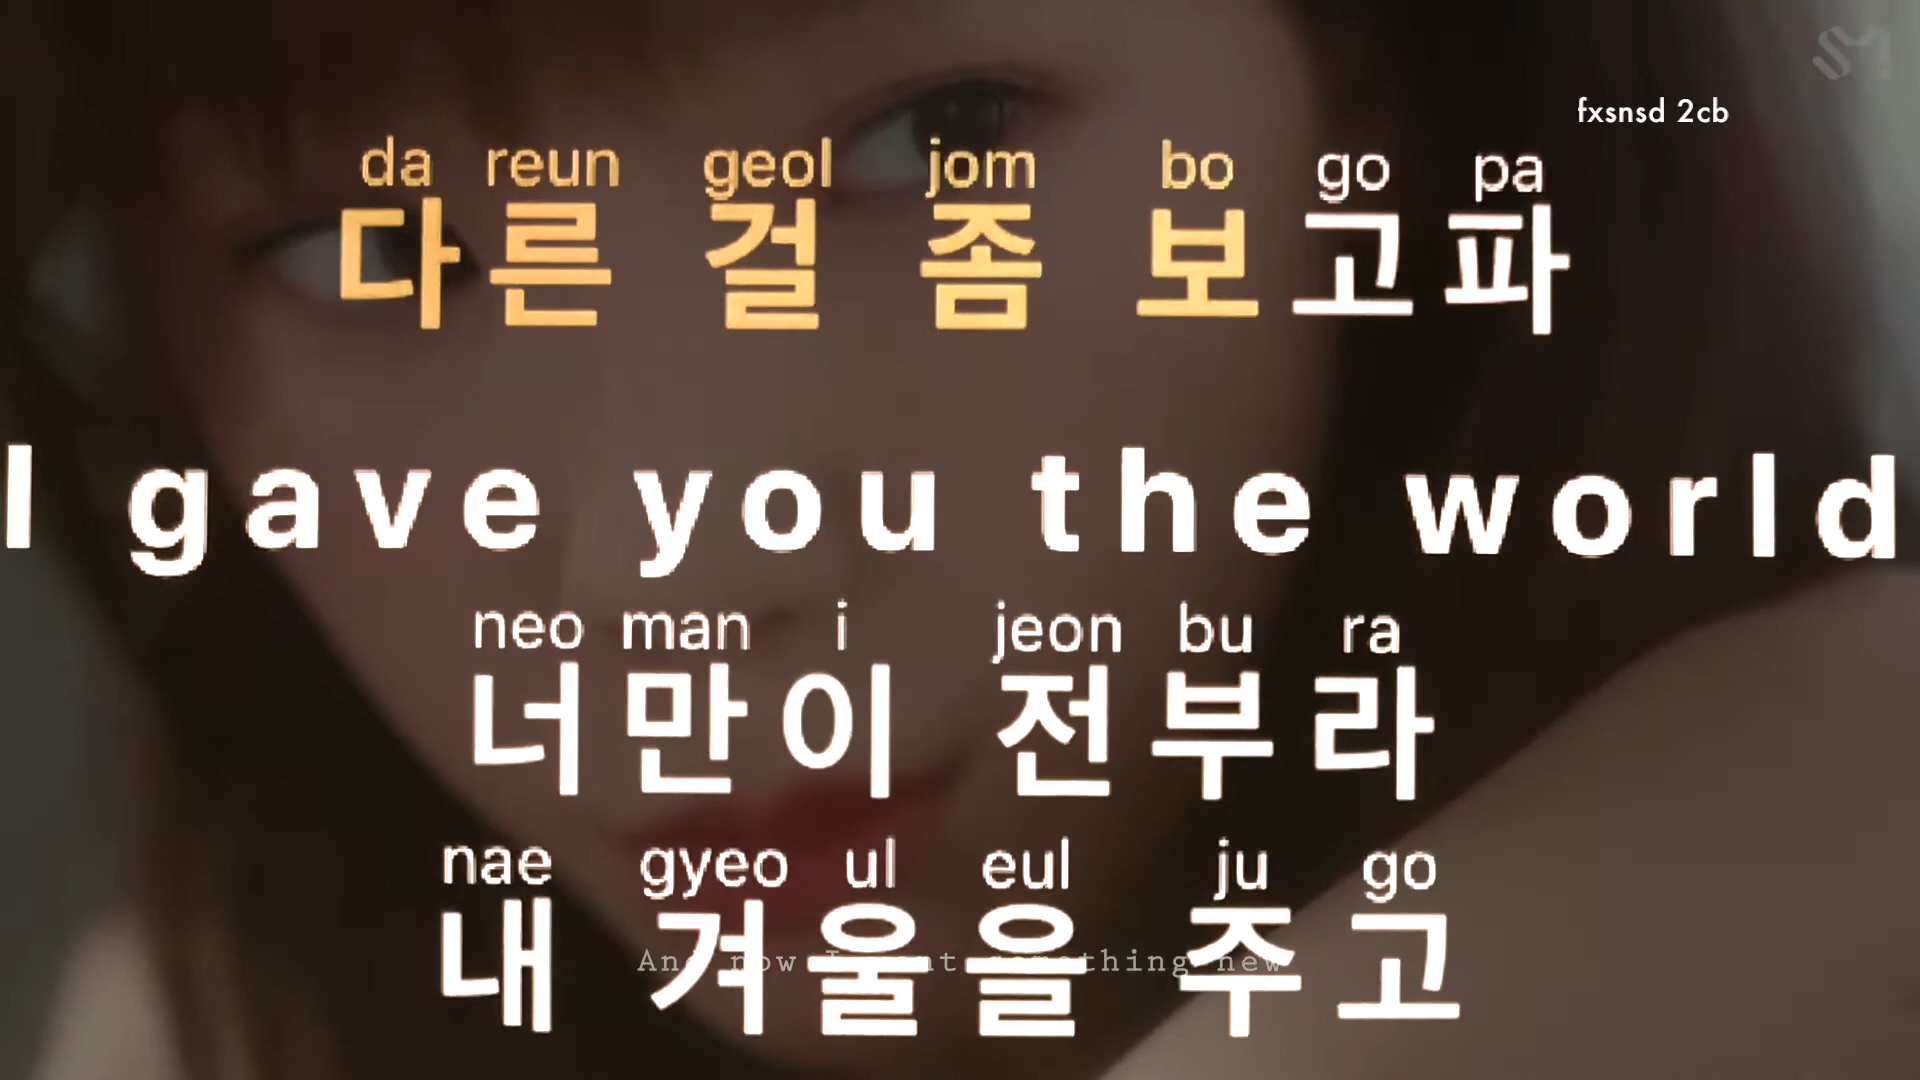 SM
fxsnsd 2cb
da reun geol jom bo go pa
다른 걸 좀 보고파
I gave you the world
neo man i jeon bu ra
너만이 전부라
nae gyeo ul eul ju go
내 겨울을 주고
And now I want something new